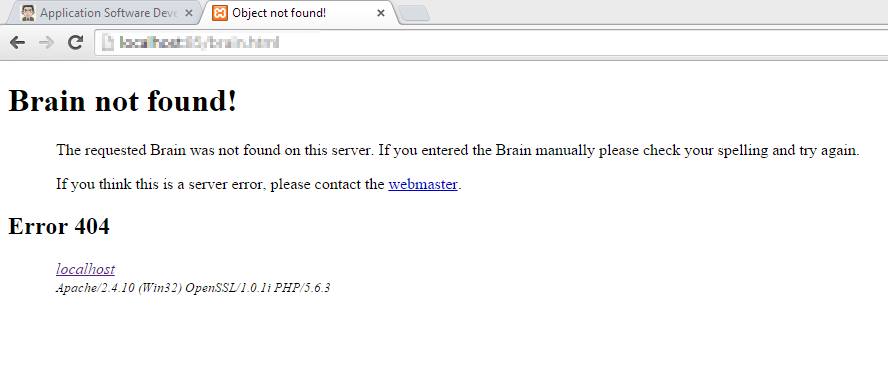 Application Software Deve
Object not found!
localhost
/brain.html
Brain not found!
The requested Brain was not found on this server. If you entered the Brain manually please check your spelling and try again.
If you think this is a server error, please contact the webmaster.
Error 404
localhost
Apache/2.4.10 (Win32) OpenSSL/1.0.1i PHP/5.6.3